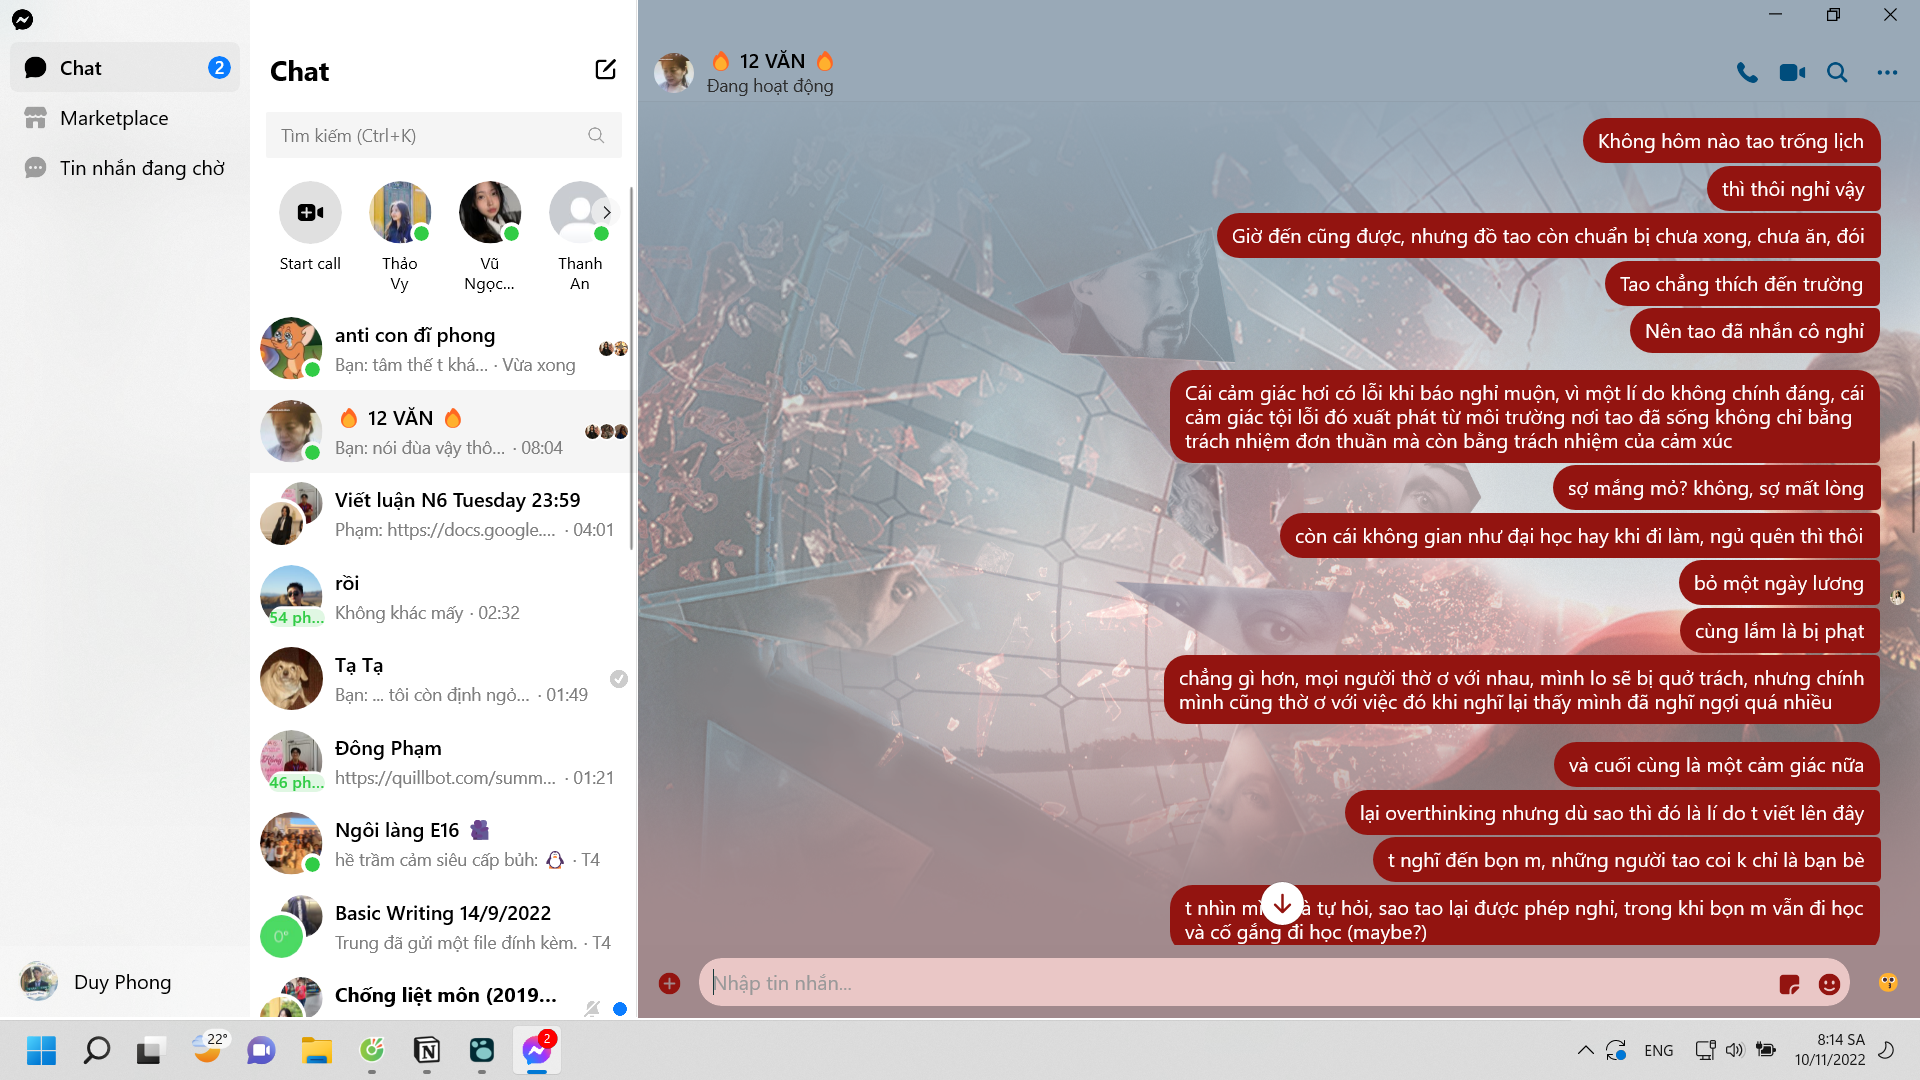 Chat
2
Marketplace
Tin nhắn đang chờ
Duy Phong
Chat
Tìm kiếm (Ctrl+K)
Start call
Thảo
Vy
Vũ
Ngọc...
Thanh
An
anti con đĩ phong
Bạn: tâm thế t khá... · Vừa xong
🔥 12 VĂN 🔥
Bạn: nói đùa vậy thô... · 08:04
Viết luận N6 Tuesday 23:59
Phạm: https://docs.google.... · 04:01
rồi
Không khác mấy · 02:32
54 ph...
Tạ Tạ
Bạn: ... tôi còn định ngỏ... · 01:49
Đông Phạm
https://quillbot.com/summ... · 01:21
46 ph...
Ngôi làng E16
hề trầm cảm siêu cấp bủh: 🐧 · T4
Basic Writing 14/9/2022
Trung đã gửi một file đính kèm. · T4
Chống liệt môn (2019...
🔥 12 VĂN 🔥
Đang hoạt động
Không hôm nào tao trống lịch
thì thôi nghỉ vậy
Giờ đến cũng được, nhưng đồ tao còn chuẩn bị chưa xong, chưa ăn, đói
Tao chẳng thích đến trường
Nên tao đã nhắn cô nghỉ
Cái cảm giác hơi có lỗi khi báo nghỉ muộn, vì một lí do không chính đáng, cái
cảm giác tội lỗi đó xuất phát từ môi trường nơi tao đã sống không chỉ bằng
trách nhiệm đơn thuần mà còn bằng trách nhiệm của cảm xúc
sợ mắng mỏ? không, sợ mất lòng
còn cái không gian như đại học hay khi đi làm, ngủ quên thì thôi
bỏ một ngày lương
cùng lắm là bị phạt
chẳng gì hơn, mọi người thờ ơ với nhau, mình lo sẽ bị quở trách, nhưng chính
mình cũng thờ ơ với việc đó khi nghĩ lại thấy mình đã nghĩ ngợi quá nhiều
và cuối cùng là một cảm giác nữa
lại overthinking nhưng dù sao thì đó là lí do t viết lên đây
t nghĩ đến bọn m, những người tao coi k chỉ là bạn bè
t nhìn tự hỏi, sao tao lại được phép nghỉ, trong khi bọn m vẫn đi học
và cố gắng đi học (maybe?)
Nhập tin nhắn...
22°
2
ENG
8:14 SA
10/11/2022